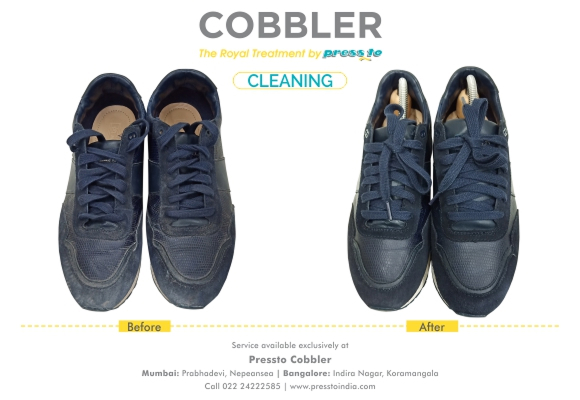 COBBLER
The Royal Treatment by pressto
CLEANING
Before
After
Service available exclusively at
Pressto Cobbler
Mumbai: Prabhadevi, Nepeansea | Bangalore: Indira Nagar, Koramangala
Call 022 24222585 | www.presstoindia.com